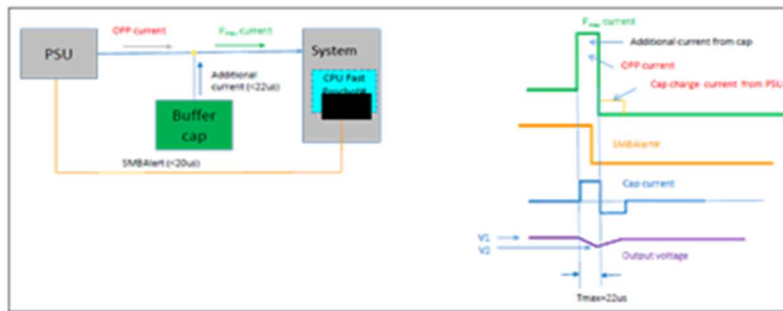 OPP current
Pmax current
PSU
System
Additional
current (<22us)
CPU Fast
Buffer
cap
SMBAlert (<20us)
Pmax current
Additional current from cap
OPP current
Cap charge current from PSU
SMBAlert#
Cap current
V1
V2
Output voltage
Tmax=22us